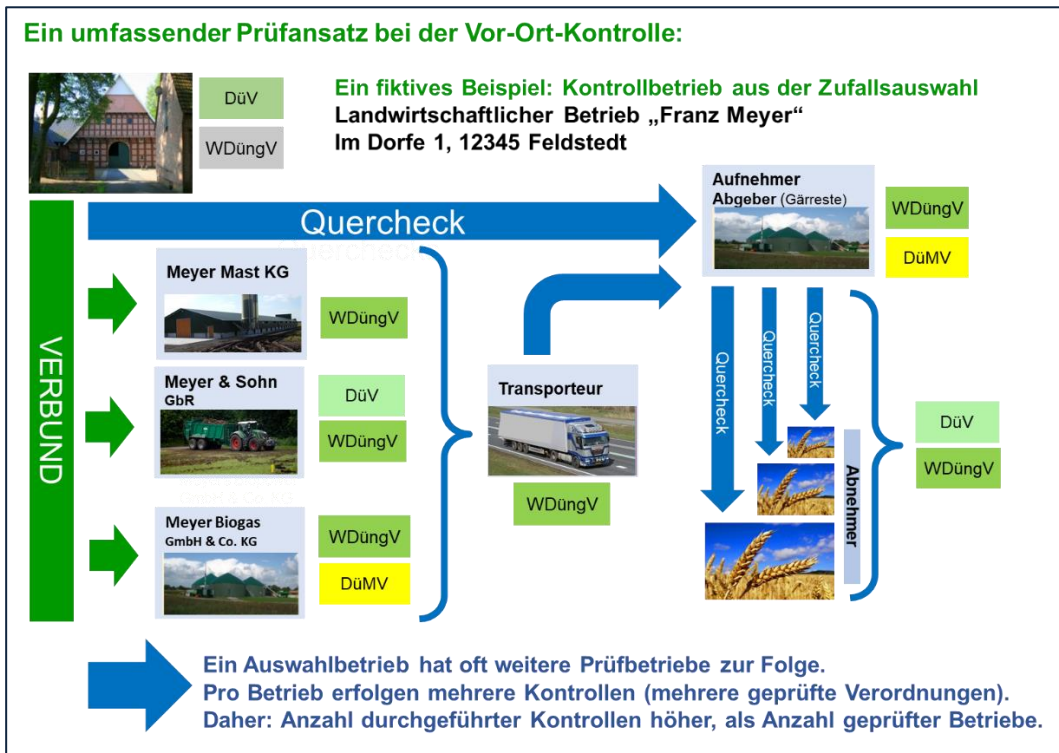 Ein umfassender Prüfansatz bei der Vor-Ort-Kontrolle:
DüV
WDüngV
Ein fiktives Beispiel: Kontrollbetrieb aus der Zufallsauswahl
Landwirtschaftlicher Betrieb „Franz Meyer“
Im Dorfe 1, 12345 Feldstedt
VERBUND
Quercheck
Aufnehmer
Abgeber (Gärreste)
WDüngV
DüMV
Meyer Mast KG
WDüngV
Meyer & Sohn
GbR
DüV
WDüngV
Meyer Biogas
GmbH & Co. KG
WDüngV
DüMV
Transporteur
WDüngV
Quercheck
Quercheck
Quercheck
Abnehmer
DüV
WDüngV
Ein Auswahlbetrieb hat oft weitere Prüfbetriebe zur Folge.
Pro Betrieb erfolgen mehrere Kontrollen (mehrere geprüfte Verordnungen).
Daher: Anzahl durchgeführter Kontrollen höher, als Anzahl geprüfter Betriebe.